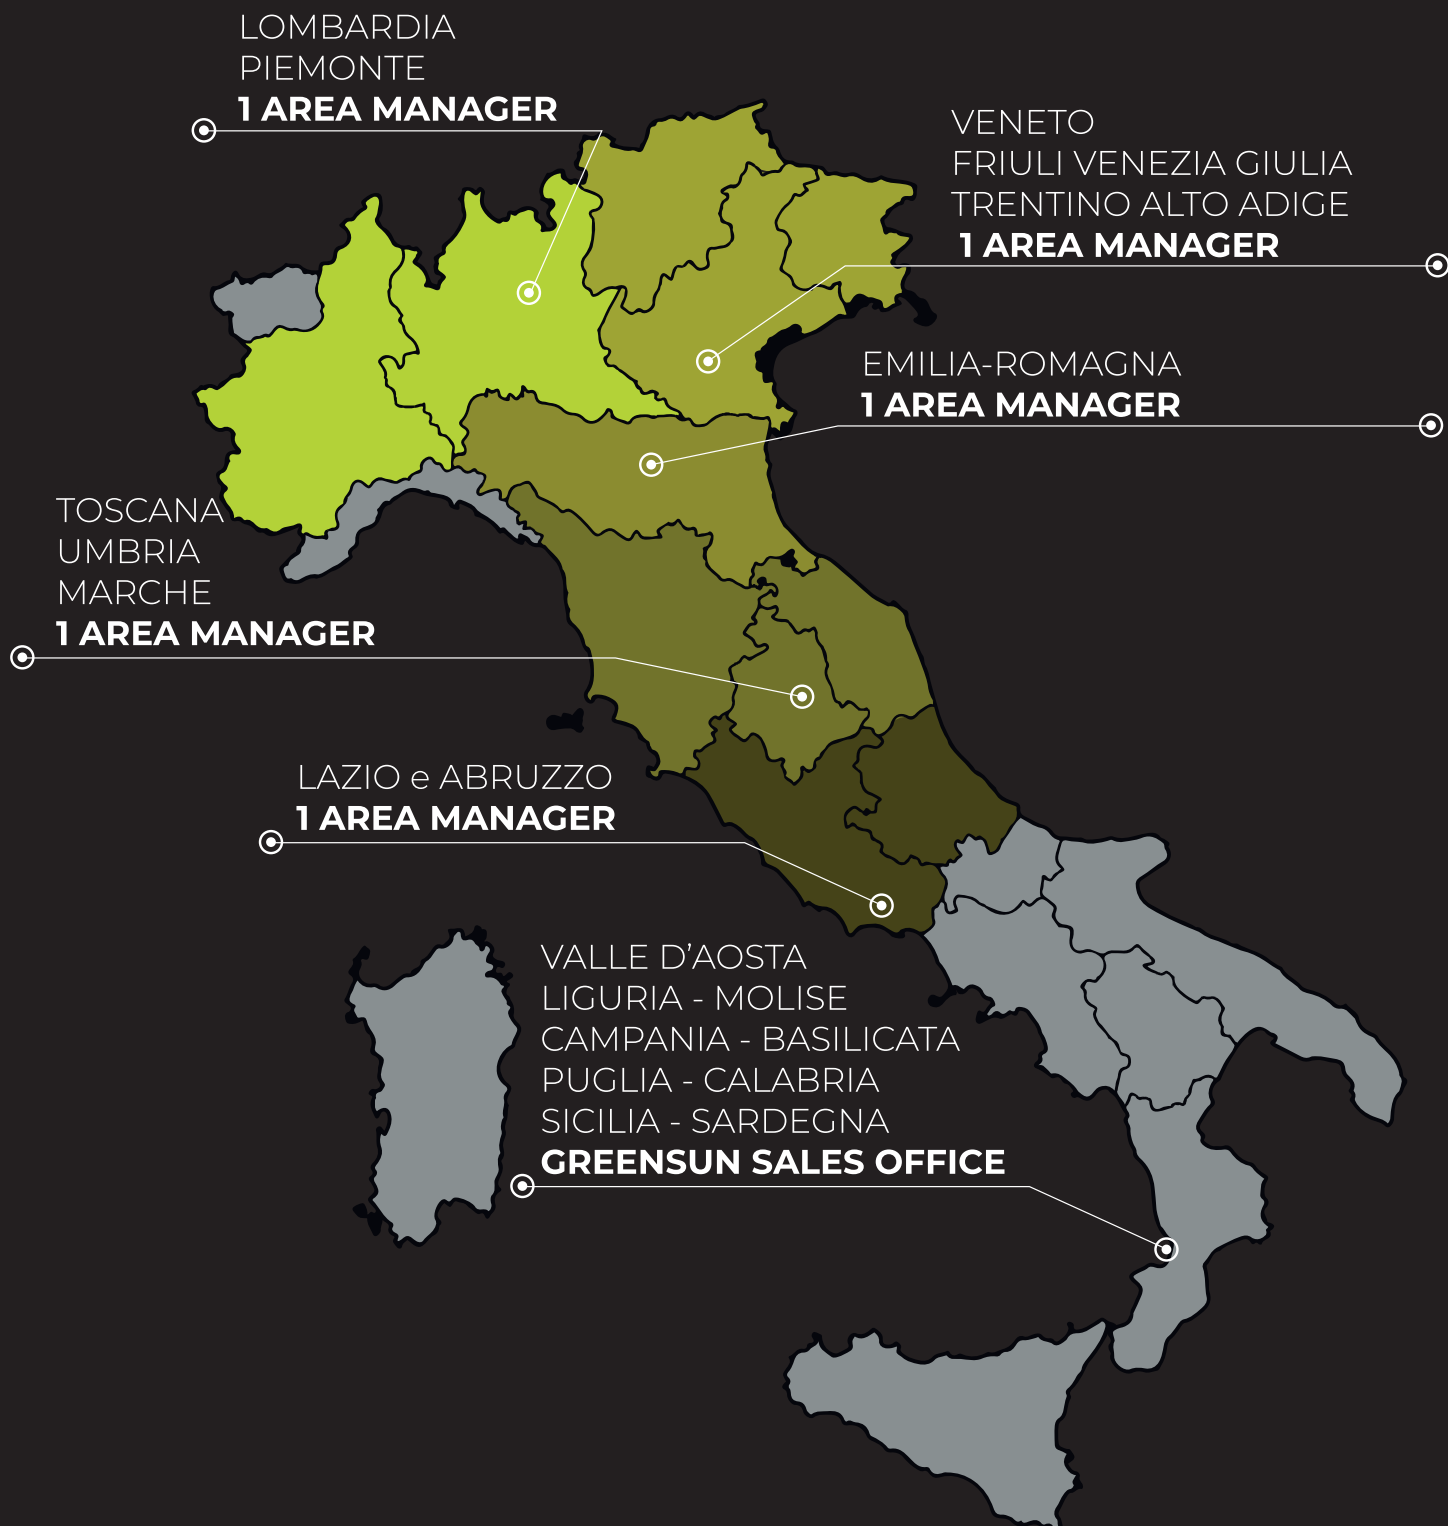 LOMBARDIA
PIEMONTE
1 AREA MANAGER
VENETO
FRIULI VENEZIA GIULIA
TRENTINO ALTO ADIGE
1 AREA MANAGER
EMILIA-ROMAGNA
1 AREA MANAGER
TOSCANA
UMBRIA
MARCHE
1 AREA MANAGER
LAZIO e ABRUZZO
1 AREA MANAGER
VALLE D’AOSTA
LIGURIA - MOLISE
CAMPANIA - BASILICATA
PUGLIA - CALABRIA
SICILIA - SARDEGNA
GREENSUN SALES OFFICE